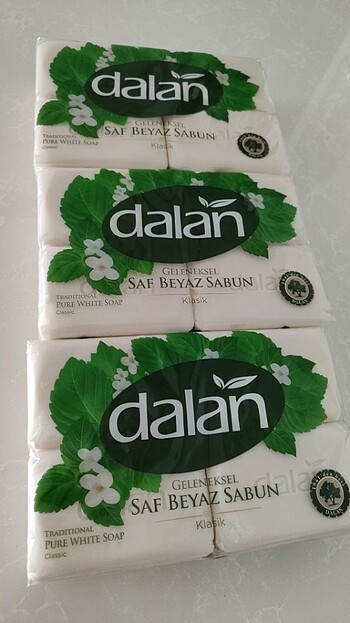 dalan
GELENEKSEL
SAF BEYAZ SABUN
Klasik
TRADITIONAL
PURE WHITE SOAP
Classic
dalan
GELENEKSEL
SAF BEYAZ SABUN
Klasik
TRADITIONAL
PURE WHITE SOAP
Classic
dalan
GELENEKSEL
SAF BEYAZ SABUN
Klasik
TRADITIONAL
PURE WHITE SOAP
Classic
DALAN